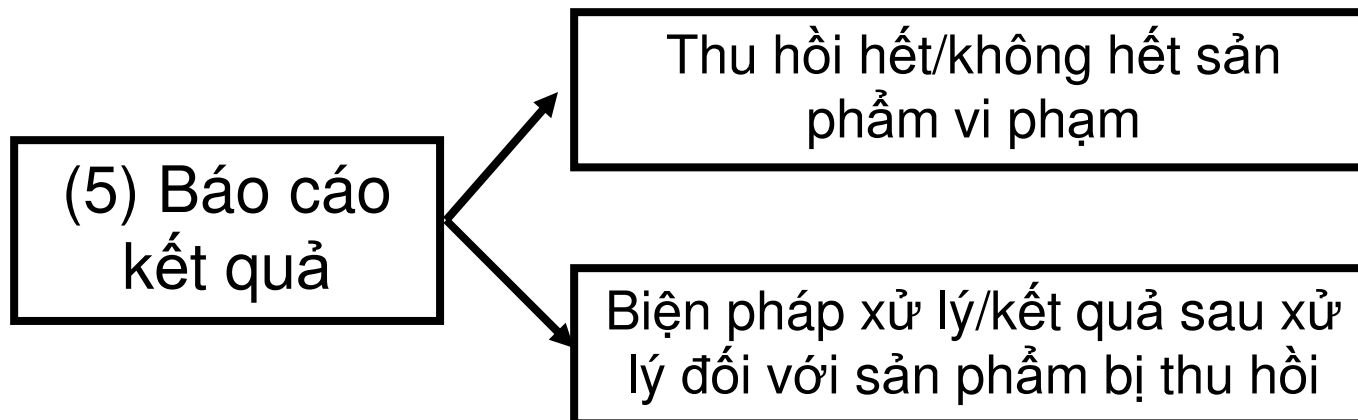 Thu hồi hết/không hết sản
phẩm vi phạm
(5) Báo cáo
kết quả
Biện pháp xử lý/kết quả sau xử
lý đối với sản phẩm bị thu hồi